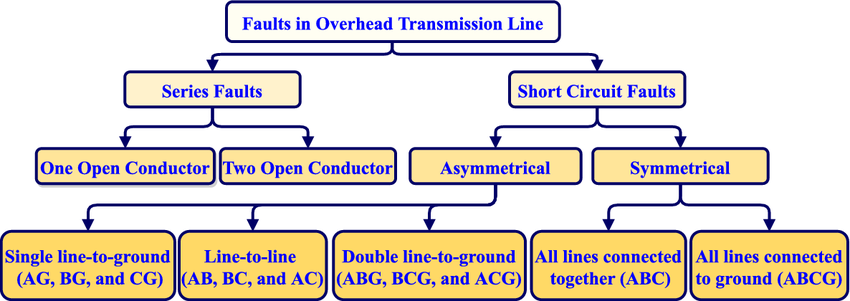 Faults in Overhead Transmission Line
Series Faults
Short Circuit Faults
One Open Conductor
Two Open Conductor
Asymmetrical
Symmetrical
Single line-to-ground
(AG, BG, and CG)
Line-to-line
(AB, BC, and AC)
Double line-to-ground
(ABG, BCG, and ACG)
All lines connected
together (ABC)
All lines connected
to ground (ABCG)